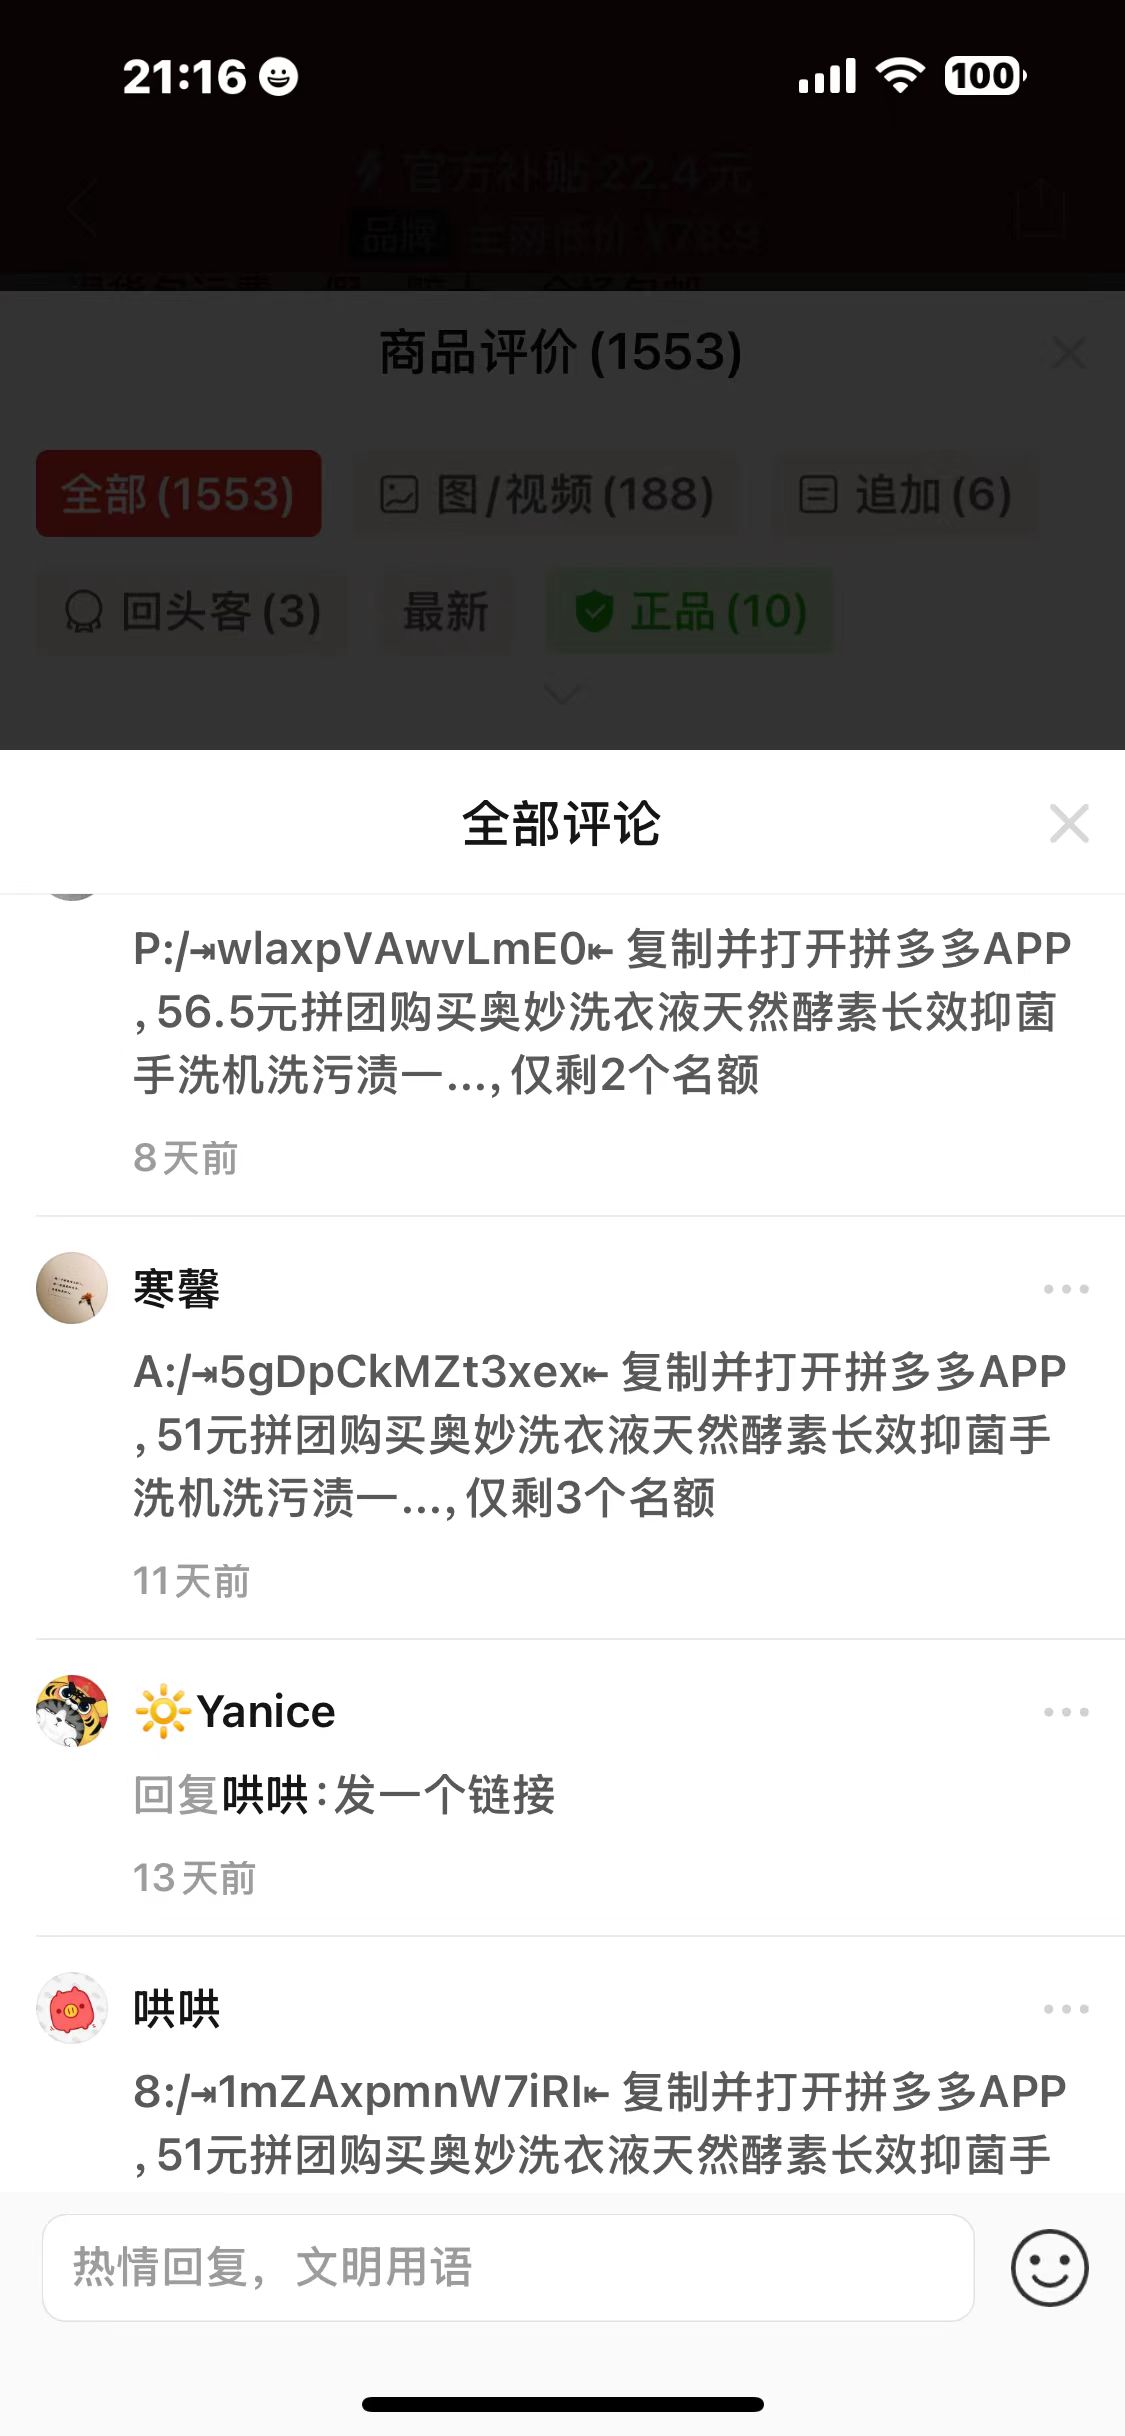 21:16
100
官方补贴22.4元
品牌 全网低价 ¥78.9
商品评价(1553)
全部(1553) 图/视频(188) 追加(6)
回头客(3) 最新 正品(10)
全部评论
P:/⇥wlaxpVAwvLmE0⇤ 复制并打开拼多多APP
,56.5元拼团购买奥妙洗衣液天然酵素长效抑菌
手洗机洗污渍一...,仅剩2个名额
8天前
寒馨
A:/⇥5gDpCkMZt3xex⇤ 复制并打开拼多多APP
,51元拼团购买奥妙洗衣液天然酵素长效抑菌手
洗机洗污渍一...,仅剩3个名额
11天前
🔆Yanice
回复哄哄:发一个链接
13天前
哄哄
8:/⇥1mZAxpmnW7iRI⇤ 复制并打开拼多多APP
,51元拼团购买奥妙洗衣液天然酵素长效抑菌手
热情回复，文明用语